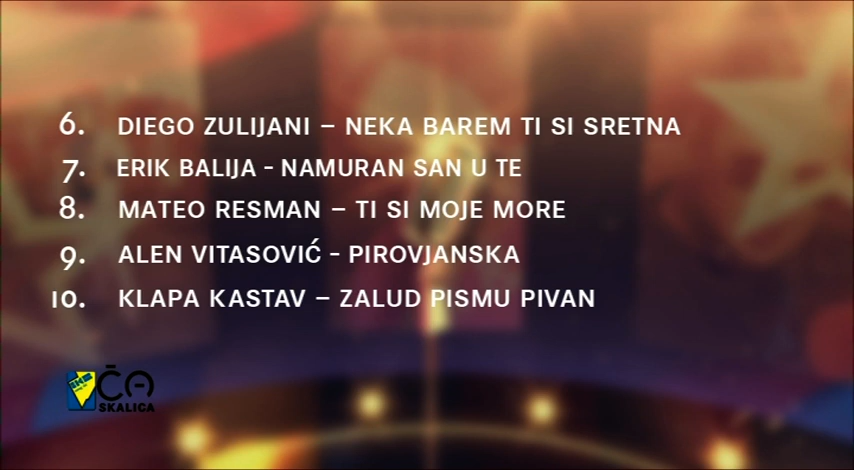 6. DIEGO ZULIJANI – NEKA BAREM TI SI SRETNA
7. ERIK BALIJA - NAMURAN SAN U TE
8. MATEO RESMAN – TI SI MOJE MORE
9. ALEN VITASOVIĆ - PIROVJANSKA
10. KLAPA KASTAV – ZALUD PISMU PIVAN
ČA
SKALICA